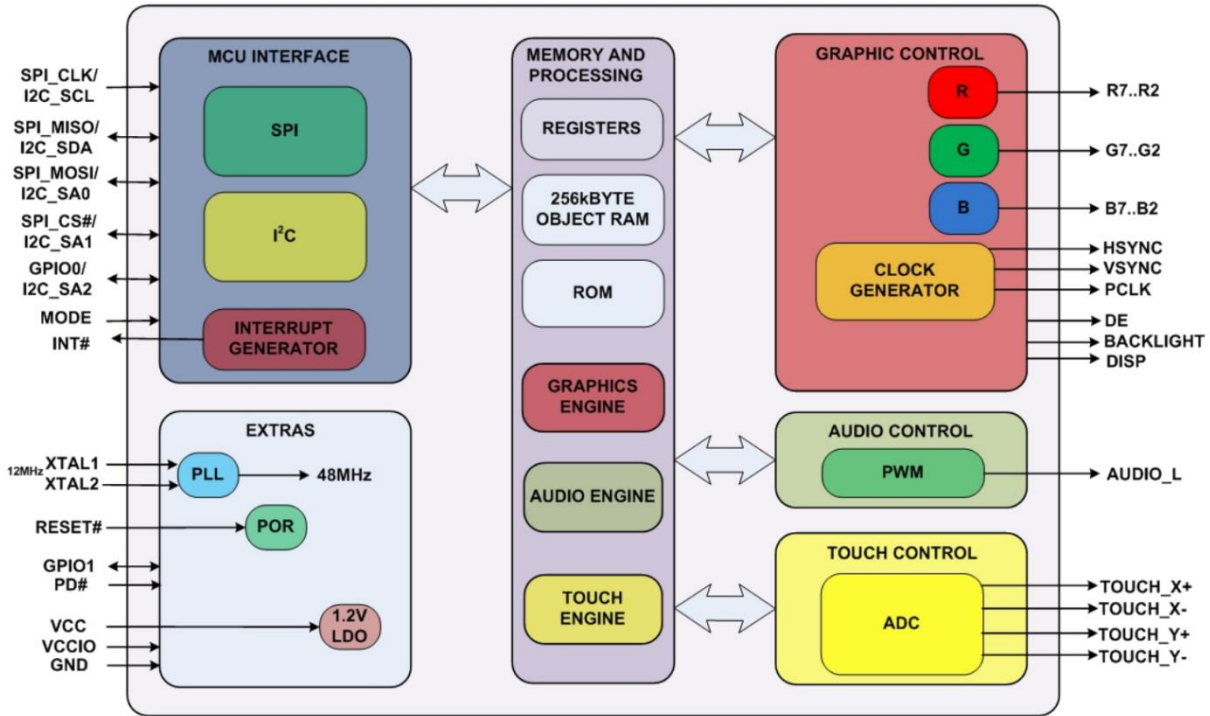 MCU INTERFACE
SPI_CLK/
I2C_SCL
SPI_MISO/
I2C_SDA
SPI_MOSI/
I2C_SA0
SPI_CS#/
I2C_SA1
GPIO0/
I2C_SA2
MODE
INT#
SPI
I²C
INTERRUPT
GENERATOR
EXTRAS
12MHz XTAL1
XTAL2
PLL
48MHz
RESET#
POR
GPIO1
PD#
VCC
VCCIO
GND
1.2V
LDO
MEMORY AND
PROCESSING
REGISTERS
256kBYTE
OBJECT RAM
ROM
GRAPHICS
ENGINE
AUDIO ENGINE
TOUCH
ENGINE
GRAPHIC CONTROL
R
R7..R2
G
G7..G2
B
B7..B2
CLOCK
GENERATOR
HSYNC
VSYNC
PCLK
DE
BACKLIGHT
DISP
AUDIO CONTROL
PWM
AUDIO_L
TOUCH CONTROL
ADC
TOUCH_X+
TOUCH_X-
TOUCH_Y+
TOUCH_Y-